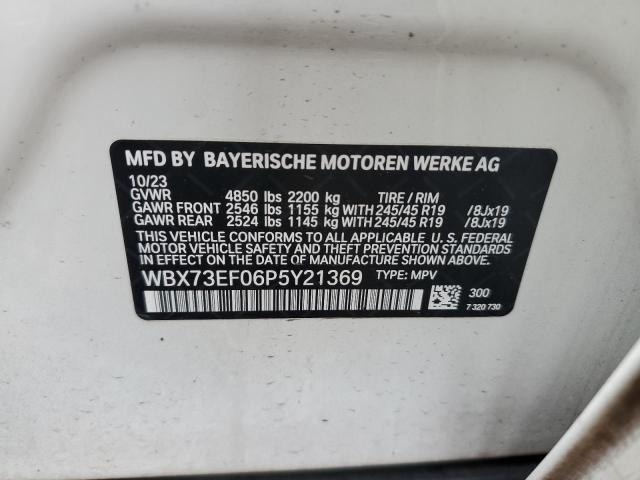 MFD BY BAYERISCHE MOTOREN WERKE AG
10/23
GVWR 4850 lbs 2200 kg TIRE / RIM
GAWR FRONT 2546 lbs 1155 kg WITH 245/45 R19 /8Jx19
GAWR REAR 2524 lbs 1145 kg WITH 245/45 R19 /8Jx19
THIS VEHICLE CONFORMS TO ALL APPLICABLE U.S. FEDERAL
MOTOR VEHICLE SAFETY AND THEFT PREVENTION STANDARDS
IN EFFECT ON THE DATE OF MANUFACTURE SHOWN ABOVE.
WBX73EF06P5Y21369 TYPE: MPV
300
7 320 730